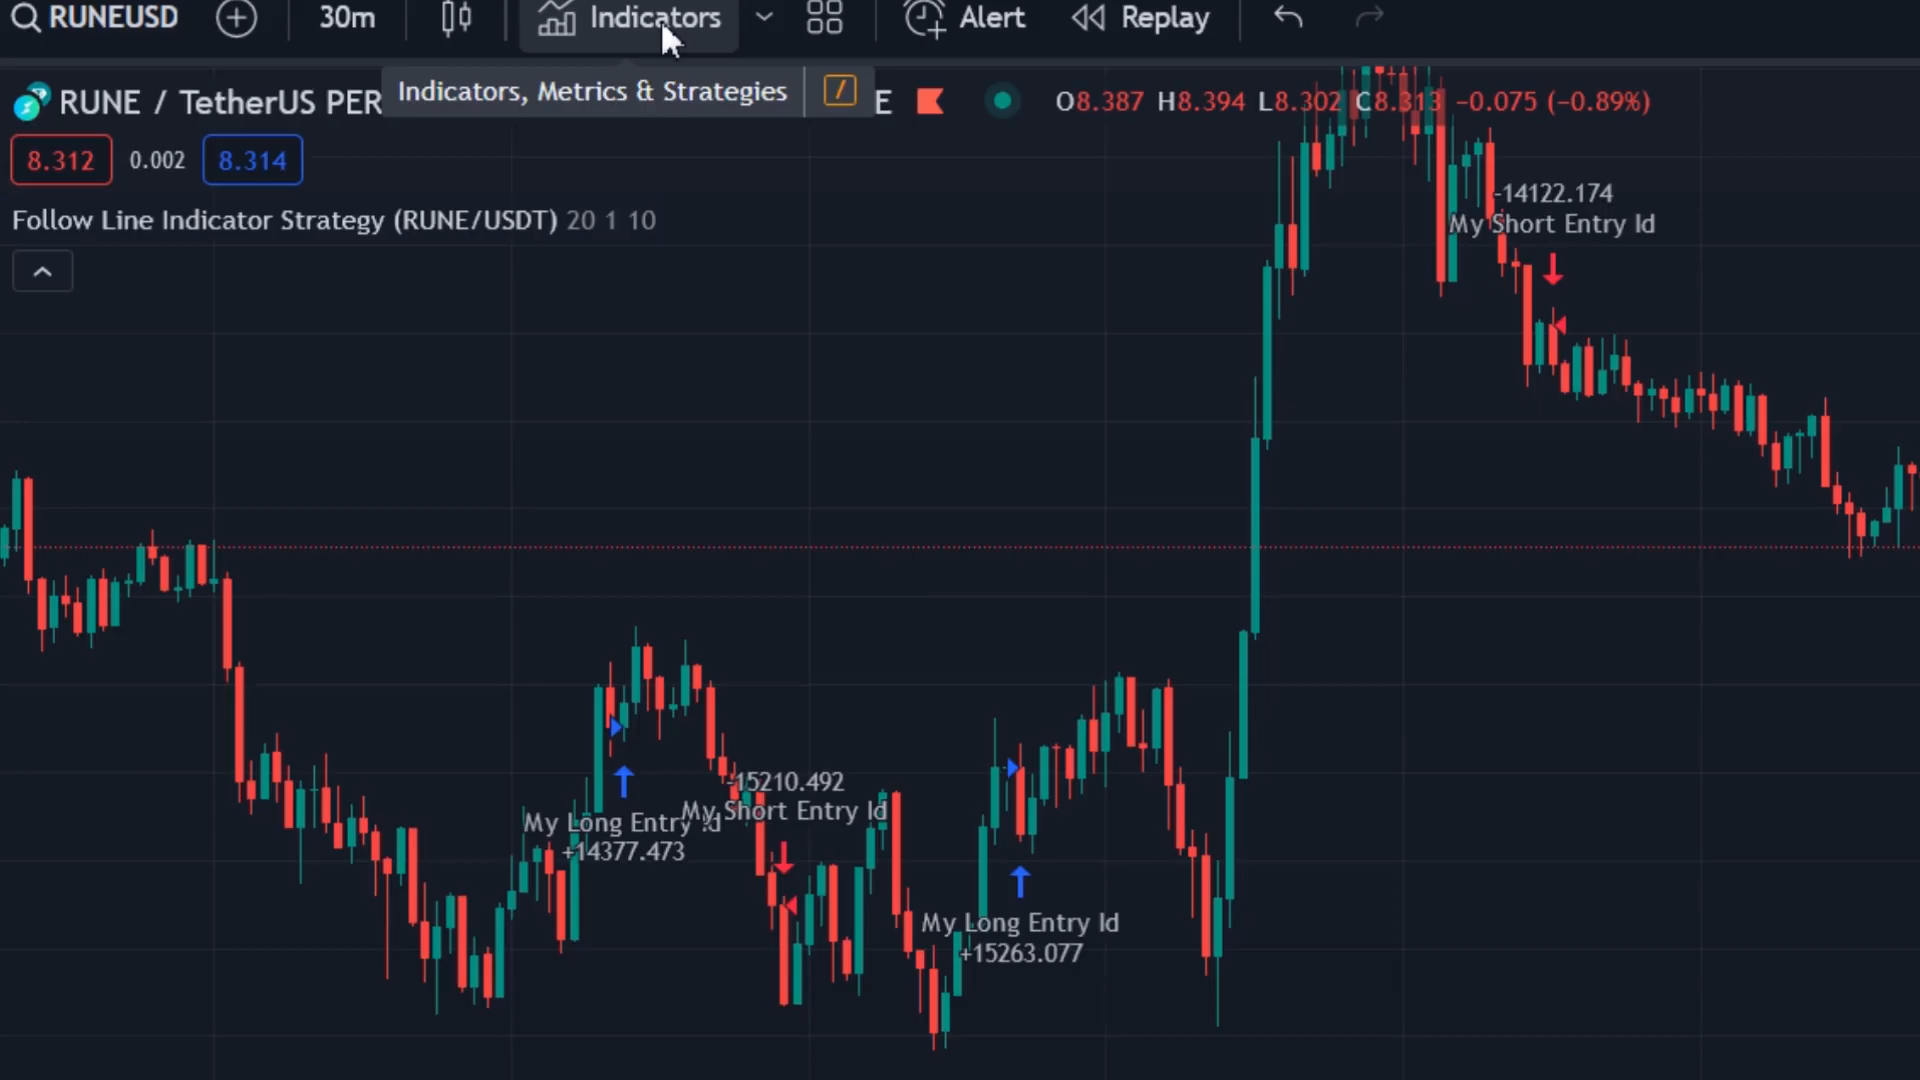 RUNEUSD
30m
Indicators
Alert
Replay
Indicators, Metrics & Strategies /
RUNE / TetherUS PER E O8.387 H8.394 L8.302 C8.313 −0.075 (−0.89%)
8.312 0.002 8.314
Follow Line Indicator Strategy (RUNE/USDT) 20 1 10
-14122.174
My Short Entry Id
-15210.492
My Short Entry Id
My Long Entry Id
+14377.473
My Long Entry Id
+15263.077